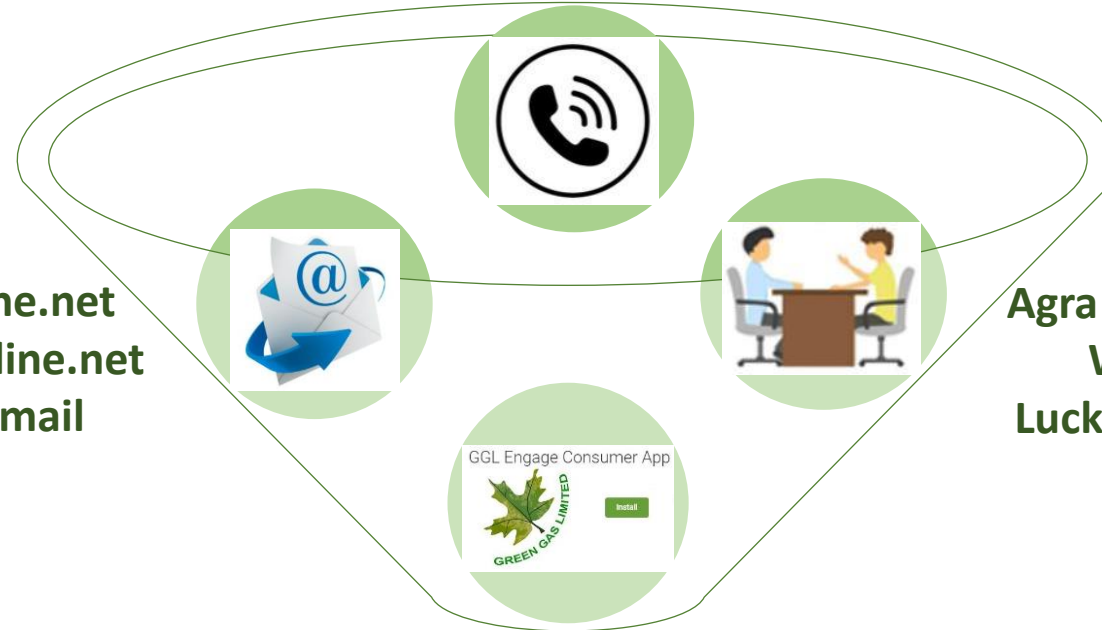 ne.net
line.net
mail
Agra
Luck
GGL Engage Consumer App
Install
GREEN GAS LIMITED
@